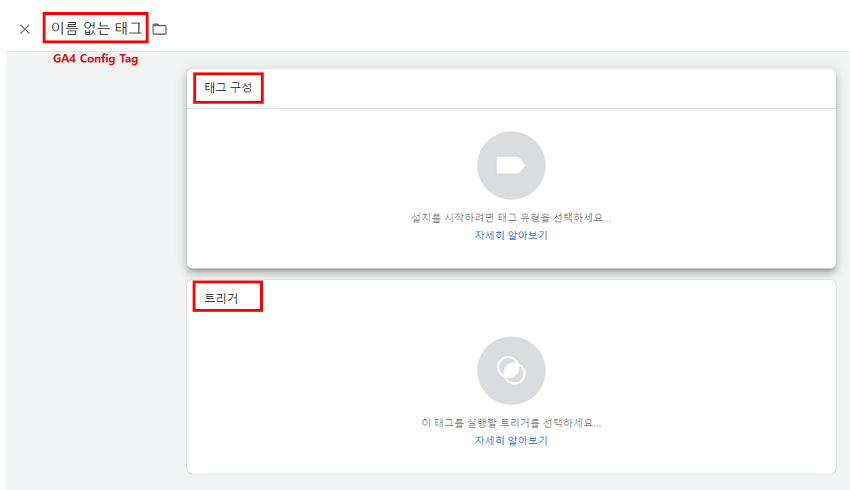 이름 없는 태그
GA4 Config Tag
태그 구성
설치를 시작하려면 태그 유형을 선택하세요...
자세히 알아보기
트리거
이 태그를 실행할 트리거를 선택하세요...
자세히 알아보기